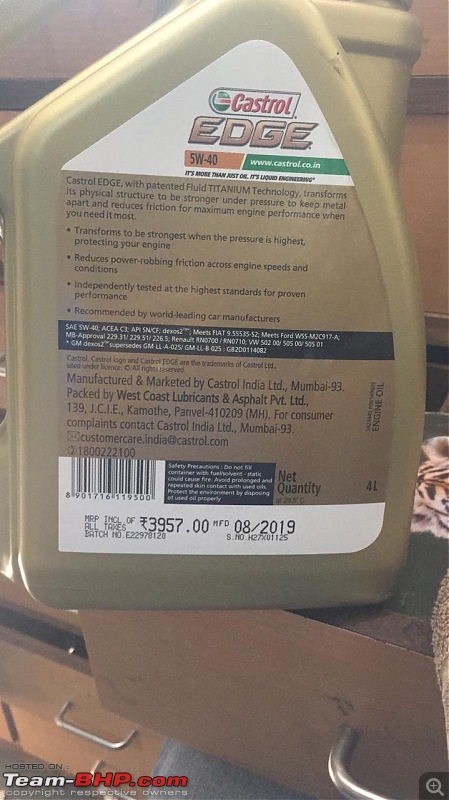 Castrol
EDGE
5W-40 www.castrol.co.in
IT'S MORE THAN JUST OIL. IT'S LIQUID ENGINEERING®
Castrol EDGE, with patented Fluid TITANIUM Technology, transforms
its physical structure to be stronger under pressure to keep metal
apart and reduces friction for maximum engine performance when
you need it most.
• Transforms to be strongest when the pressure is highest,
protecting your engine
• Reduces power-robbing friction across engine speeds and
conditions
• Independently tested at the highest standards for proven
performance
• Recommended by world-leading car manufacturers
SAE 5W-40; ACEA C3; API SN/CF; dexos2™*; Meets FIAT 9.55535-S2; Meets Ford WSS-M2C917-A;
MB-Approval 229.31/ 229.51/ 226.5; Renault RN0700 / RN0710; VW 502 00/ 505 00/ 505 01
* GM dexos2™supersedes GM-LL-A-025/ GM-LL-B-025 : GB2D0114082
Castrol, Castrol logo and Castrol EDGE are the trademarks of Castrol Ltd.,
used under licence. © All rights reserved.
Manufactured & Marketed by Castrol India Ltd., Mumbai-93.
Packed by West Coast Lubricants & Asphalt Pvt. Ltd.,
139, J.C.I.E., Kamothe, Panvel-410209 (MH). For consumer
complaints contact Castrol India Ltd., Mumbai-93.
customercare.india@castrol.com
1800222100
ENGINE OIL
8 901716 119500
Safety Precautions : Do not fill
container with fuel/solvent - static
could cause fire. Avoid prolonged and
repeated skin contact with used oils.
Protect the environment by disposing
of used oil properly
Net
Quantity 4L
MRP INCL OF
ALL TAXES ₹3957.00 MFD 08/2019
BATCH NO.E22978120 S.NO.H27X01125
HOSTED ON :
Team-BHP.com
copyright respective owners